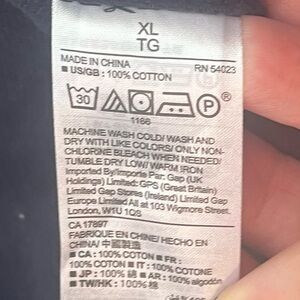 XL
TG
MADE IN CHINA RN 54023
■ US/GB : 100% COTTON
30 P
1166
MACHINE WASH COLD/ WASH AND
DRY WITH LIKE COLORS/ ONLY NON-
CHLORINE BLEACH WHEN NEEDED/
TUMBLE DRY LOW/ WARM IRON
Imported By/Importe Par: Gap (UK
Holdings) Limited: GPS (Great Britain)
Limited Gap Stores (Ireland) Limited Gap
Europe Limited All at 103 Wigmore Street,
London, W1U 1QS
CA 17897
FABRIQUE EN CHINE/ HECHO EN
CHINA/ 中國製造
■ CA : 100% COTON ■ FR :
100% COTON ■ IT : 100% COTONE
■ JP : 100% 綿 ■ AR : 100% algodón
■ TW/HK : 100% 棉